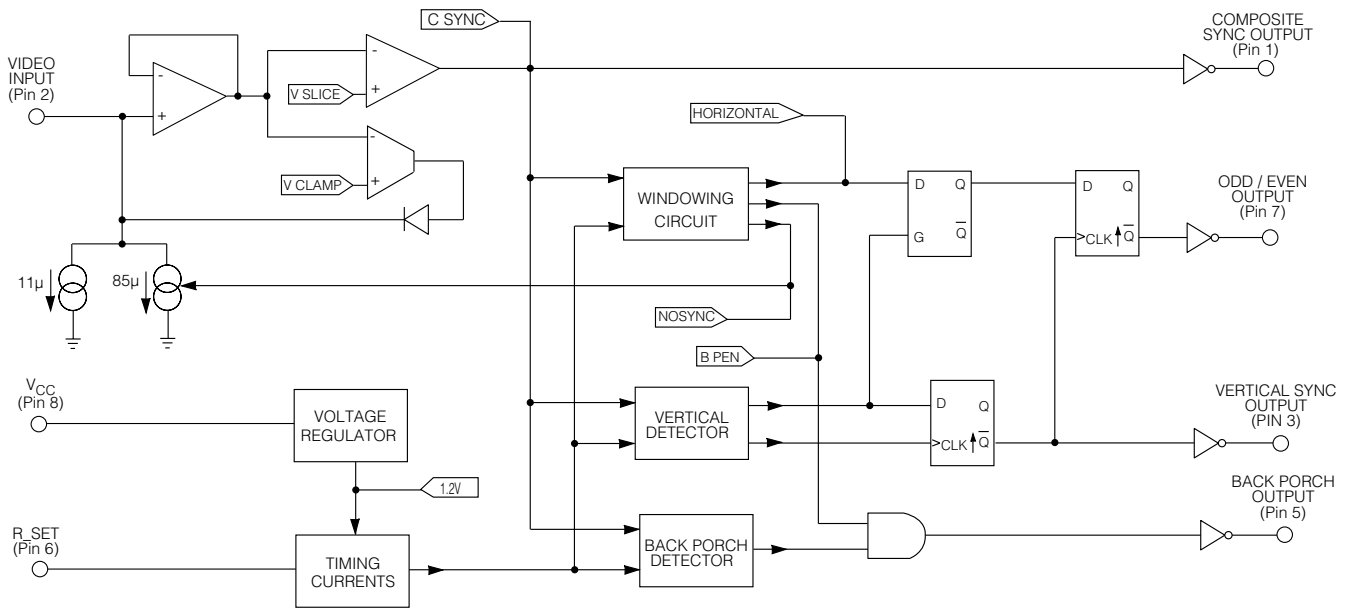 C SYNC
COMPOSITE
SYNC OUTPUT
(Pin 1)
VIDEO
INPUT
(Pin 2)
-
+
-
+
V SLICE
HORIZONTAL
-
+
V CLAMP
WINDOWING
CIRCUIT
D Q
G Q
D Q
>CLK Q
ODD / EVEN
OUTPUT
(Pin 7)
11µ
85µ
NOSYNC
B PEN
VCC
(Pin 8)
VOLTAGE
REGULATOR
VERTICAL
DETECTOR
D Q
>CLK Q
VERTICAL SYNC
OUTPUT
(PIN 3)
1.2V
R_SET
(Pin 6)
TIMING
CURRENTS
BACK PORCH
DETECTOR
BACK PORCH
OUTPUT
(Pin 5)